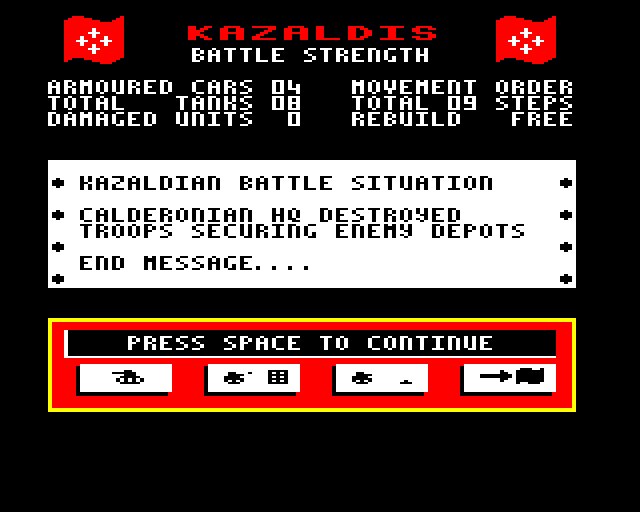 KAZALDIS
BATTLE STRENGTH
ARMOURED CARS 04 MOVEMENT ORDER
TOTAL TANKS 08 TOTAL 09 STEPS
DAMAGED UNITS 0 REBUILD FREE
KAZALDIAN BATTLE SITUATION
CALDERONIAN HQ DESTROYED
TROOPS SECURING ENEMY DEPOTS
END MESSAGE....
PRESS SPACE TO CONTINUE